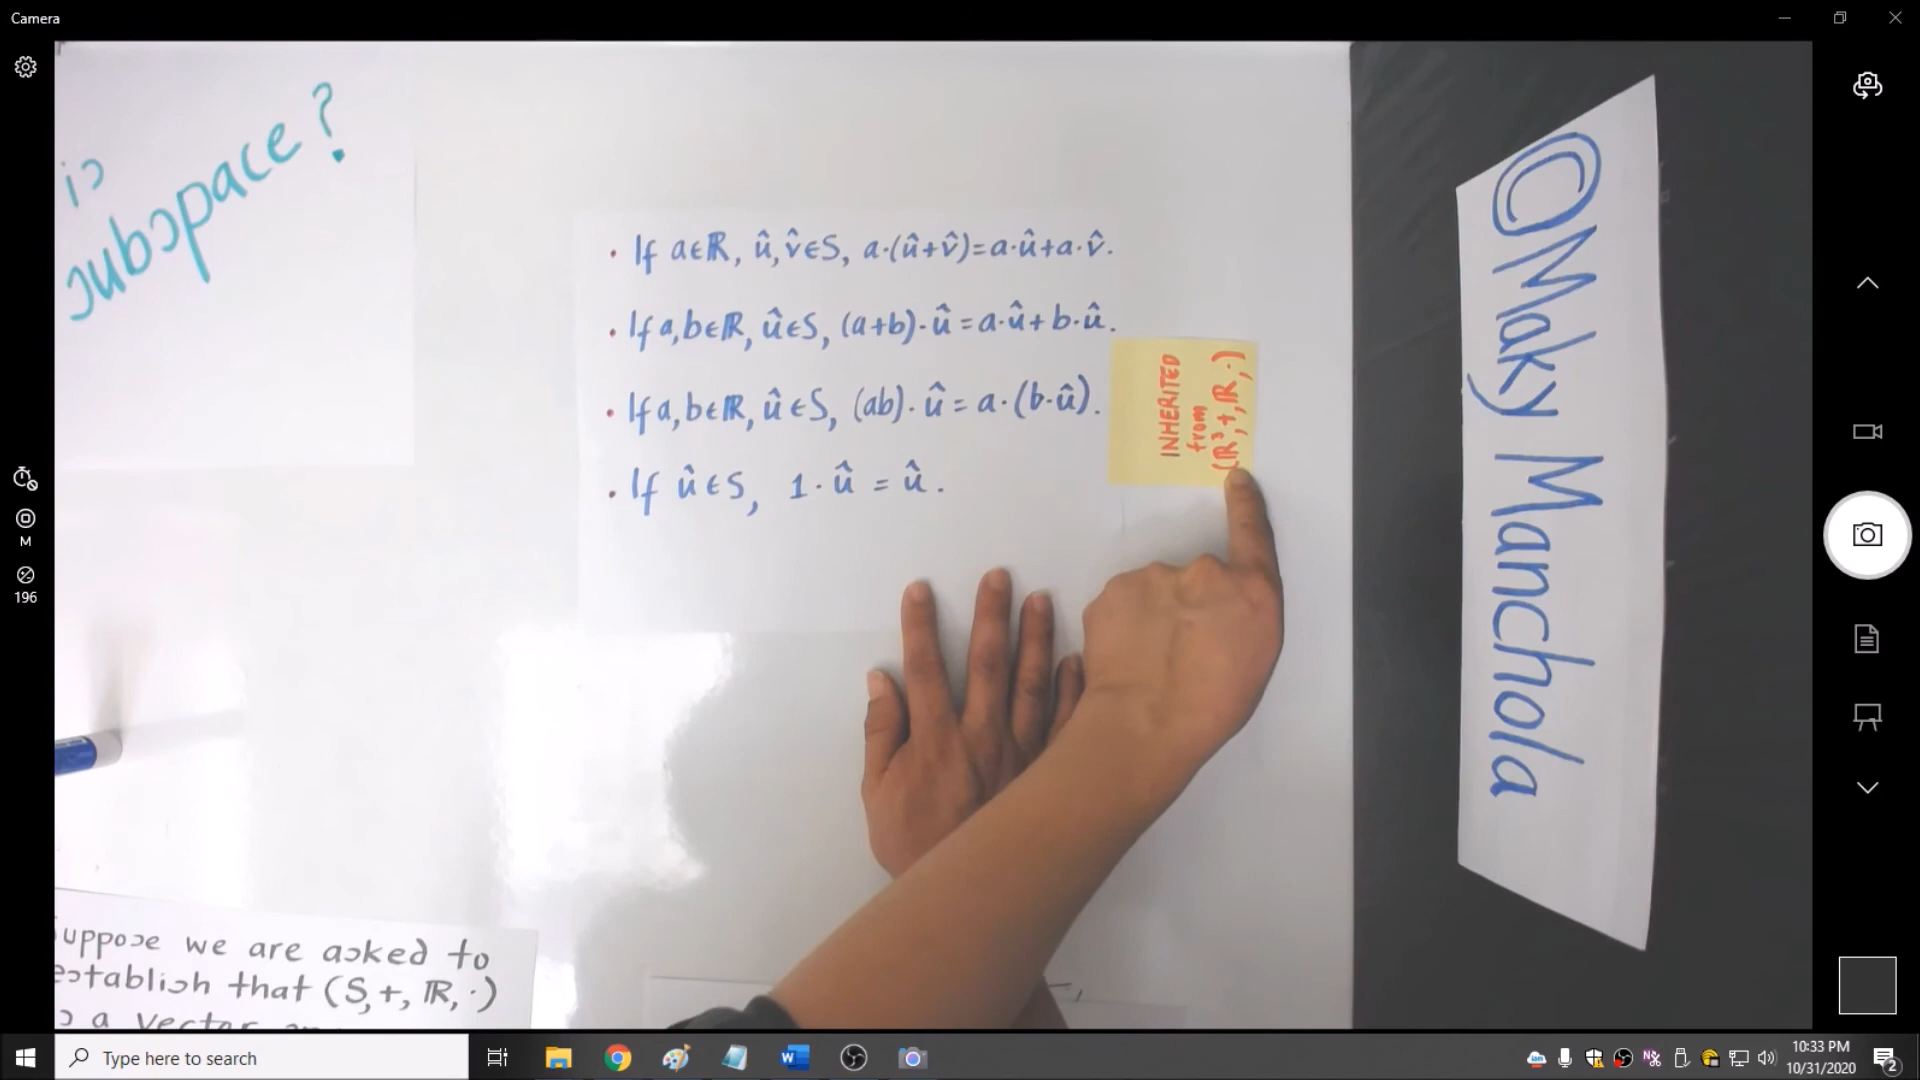 Camera
is
subspace?
• If a∈ℝ, û,v̂∈S, a·(û+v̂)=a·û+a·v̂.
• If a,b∈ℝ, û∈S, (a+b)·û=a·û+b·û.
• If a,b∈ℝ, û∈S, (ab)·û=a·(b·û).
• If û∈S, 1·û=û.
INHERITED
from
(ℝ³,+,ℝ,·)
©Maky Manchola
M
196
uppose we are asked to
establish that (S,+,ℝ,·)
a vector
Type here to search
10:33 PM
10/31/2020
2